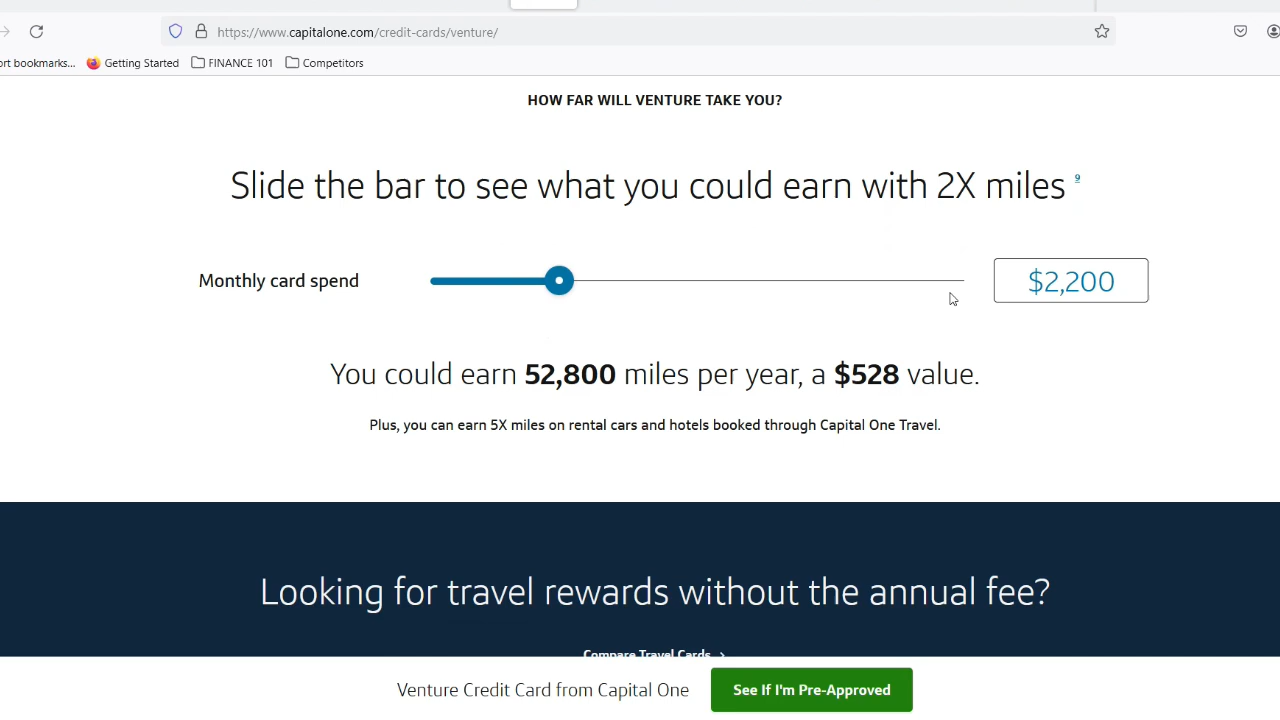 https://www.capitalone.com/credit-cards/venture/
ort bookmarks... Getting Started FINANCE 101 Competitors
HOW FAR WILL VENTURE TAKE YOU?
Slide the bar to see what you could earn with 2X miles 9
Monthly card spend $2,200
You could earn 52,800 miles per year, a $528 value.
Plus, you can earn 5X miles on rental cars and hotels booked through Capital One Travel.
Looking for travel rewards without the annual fee?
Compare Travel Cards
Venture Credit Card from Capital One See If I'm Pre-Approved